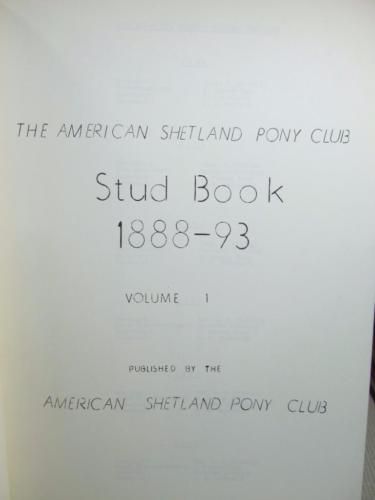 THE AMERICAN SHETLAND PONY CLUB
Stud Book
1888-93
VOLUME 1
PUBLISHED BY THE
AMERICAN SHETLAND PONY CLUB